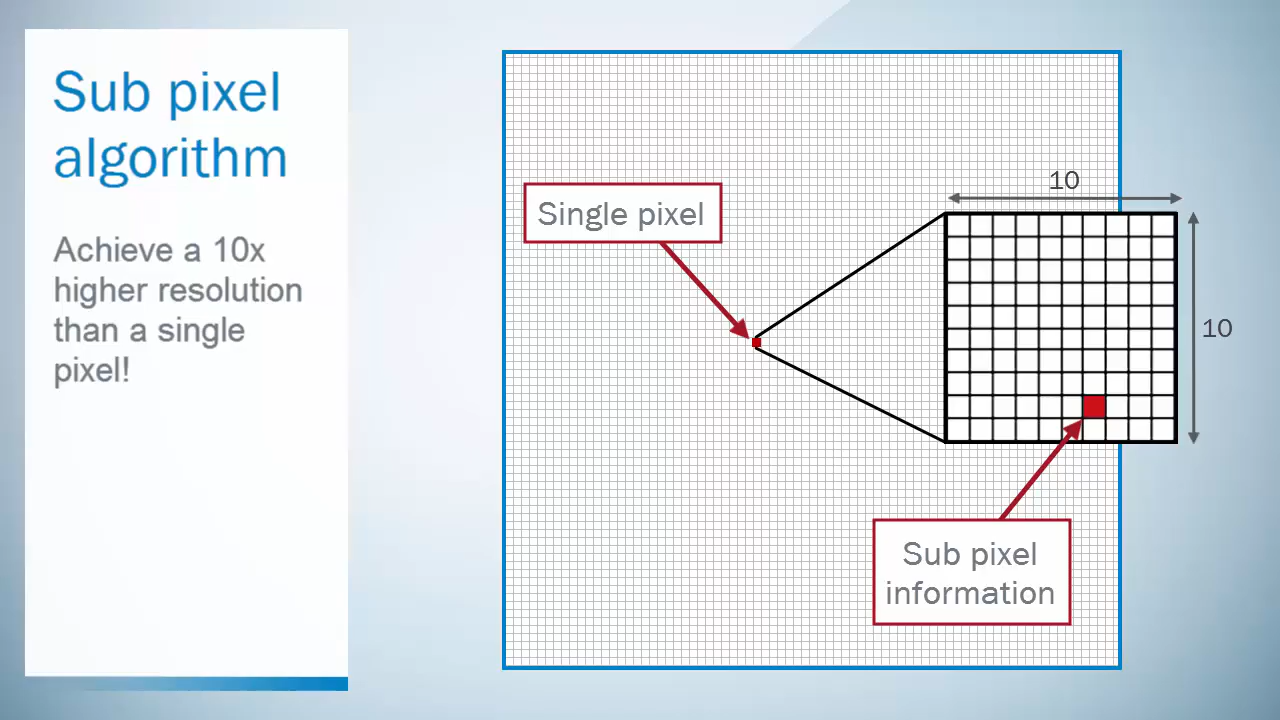 Sub pixel
algorithm
Achieve a 10x
higher resolution
than a single
pixel!
Single pixel
10
10
Sub pixel
information